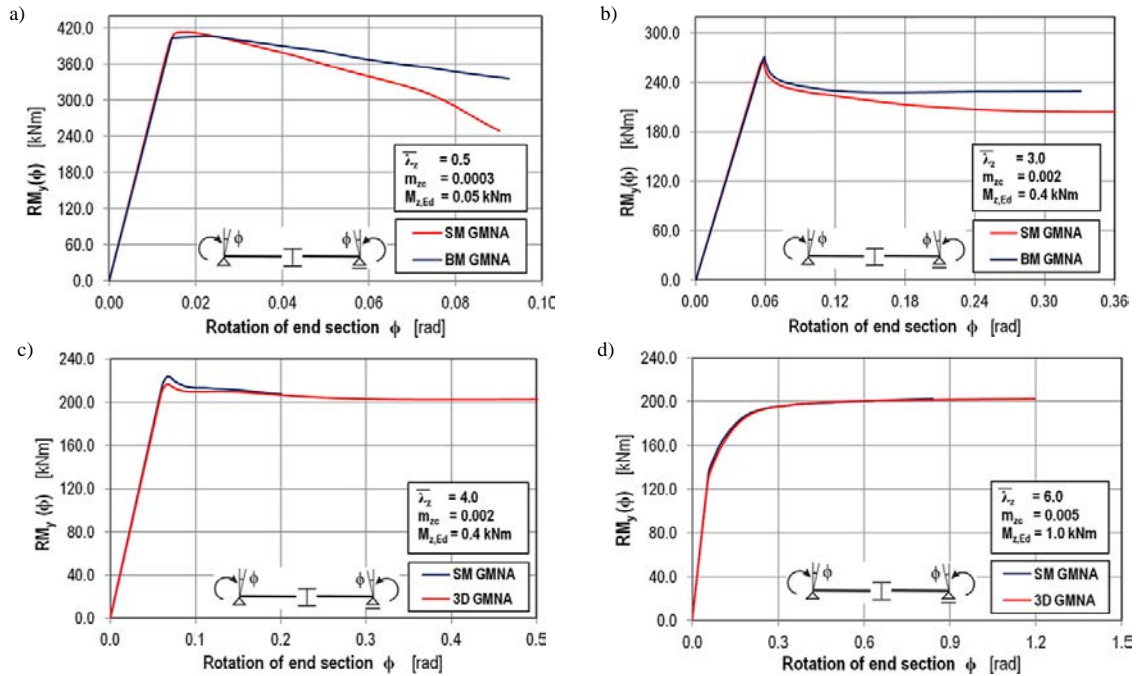 a)
420.0
360.0
300.0
240.0
180.0
120.0
60.0
0.0
RMy(ϕ) [kNm]
0.00 0.02 0.04 0.06 0.08 0.10
Rotation of end section ϕ [rad]
λz = 0.5
mzc = 0.0003
Mz,Ed = 0.05 kNm
SM GMNA
BM GMNA
ϕ ϕ
b)
300.0
240.0
180.0
120.0
60.0
0.0
RMy(ϕ) [kNm]
0.00 0.06 0.12 0.18 0.24 0.30 0.36
Rotation of end section ϕ [rad]
λz = 3.0
mzc = 0.002
Mz,Ed = 0.4 kNm
SM GMNA
BM GMNA
ϕ ϕ
c)
240.0
200.0
160.0
120.0
80.0
40.0
0.0
RMy (ϕ) [kNm]
0.0 0.1 0.2 0.3 0.4 0.5
Rotation of end section ϕ [rad]
λz = 4.0
mzc = 0.002
Mz,Ed = 0.4 kNm
SM GMNA
3D GMNA
ϕ ϕ
d)
240.0
200.0
160.0
120.0
80.0
40.0
0.0
RMy(ϕ) [kNm]
0.0 0.3 0.6 0.9 1.2 1.5
Rotation of end section ϕ [rad]
λz = 6.0
mzc = 0.005
Mz,Ed = 1.0 kNm
SM GMNA
3D GMNA
ϕ ϕ